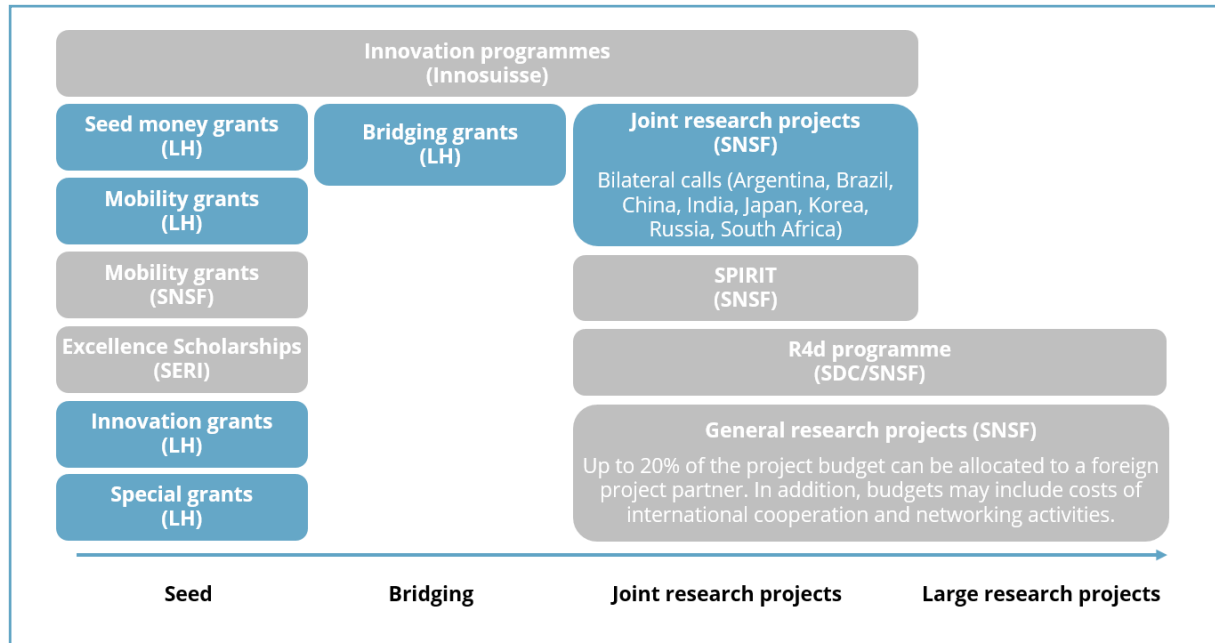 Innovation programmes
(Innosuisse)
Seed money grants
(LH)
Mobility grants
(LH)
Mobility grants
(SNSF)
Excellence Scholarships
(SERI)
Innovation grants
(LH)
Special grants
(LH)
Bridging grants
(LH)
Joint research projects
(SNSF)
Bilateral calls (Argentina, Brazil,
China, India, Japan, Korea,
Russia, South Africa)
SPIRIT
(SNSF)
R4d programme
(SDC/SNSF)
General research projects (SNSF)
Up to 20% of the project budget can be allocated to a foreign
project partner. In addition, budgets may include costs of
international cooperation and networking activities.
Seed
Bridging
Joint research projects
Large research projects